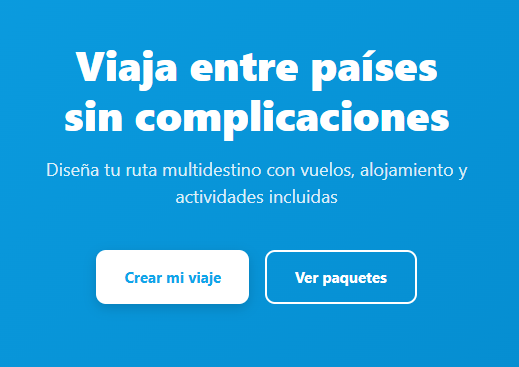 Viaja entre países
sin complicaciones
Diseña tu ruta multidestino con vuelos, alojamiento y
actividades incluidas
Crear mi viaje
Ver paquetes